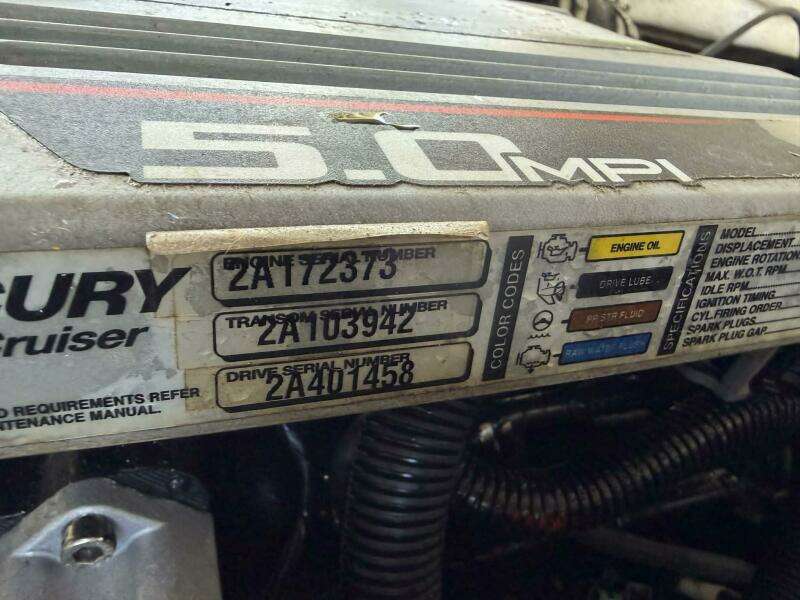 5.0 MPI
CURY
Cruiser
D REQUIREMENTS REFER
NTENANCE MANUAL.
ENGINE SERIAL NUMBER
2A172373
TRANSOM SERIAL NUMBER
2A103942
DRIVE SERIAL NUMBER
2A401458
COLOR CODES
ENGINE OIL
DRIVE LUBE
PR STR FLUID
RAW WATER FLUSH
SPECIFICATIONS
MODEL
DISPLACEMENT
ENGINE ROTATION
MAX. W.O.T. RPM
IDLE RPM
IGNITION TIMING
CYL.FIRING ORDER
SPARK PLUGS
SPARK PLUG GAP